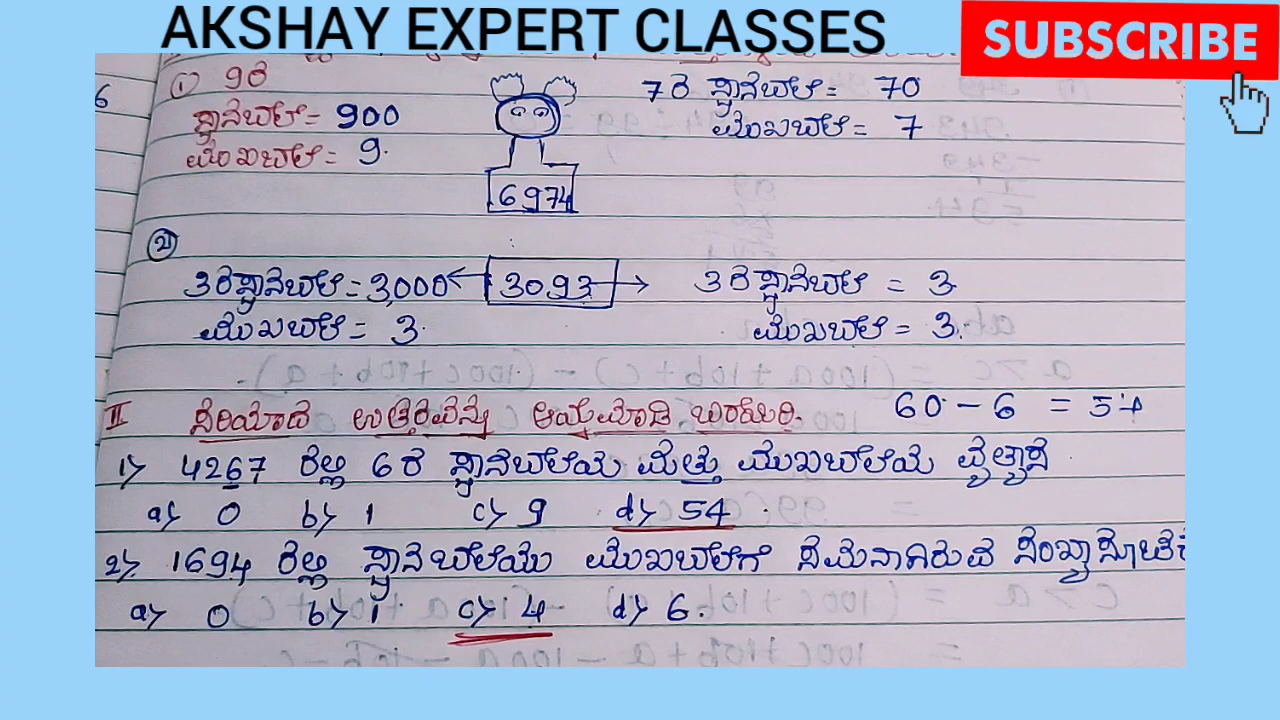 AKSHAY EXPERT CLASSES
SUBSCRIBE
6
① 9ರ
ಸ್ಥಾನಬೆಲೆ = 900
ಮುಖಬೆಲೆ = 9.
6974
7ರ ಸ್ಥಾನಬೆಲೆ = 70
ಮುಖಬೆಲೆ = 7
②
3ರ ಸ್ಥಾನಬೆಲೆ = 3,000 ← 3093 → 3ರ ಸ್ಥಾನಬೆಲೆ = 3
ಮುಖಬೆಲೆ = 3. ಮುಖಬೆಲೆ = 3.
II ಸರಿಯಾದ ಉತ್ತರವನ್ನು ಆಯ್ಕೆಮಾಡಿ ಬರೆಯಿರಿ. 60 - 6 = 54
1> 4267 ರಲ್ಲಿ 6ರ ಸ್ಥಾನಬೆಲೆಯ ಮತ್ತು ಮುಖಬೆಲೆಯ ವ್ಯತ್ಯಾಸ
a> 0 b> 1 c> 9 d> 54
2> 1694 ರಲ್ಲಿ ಸ್ಥಾನ ಬೆಲೆಯು ಮುಖಬೆಲೆಗೆ ಸಮನಾಗಿರುವ
a> 0 b> 1 c> 4 d> 6.